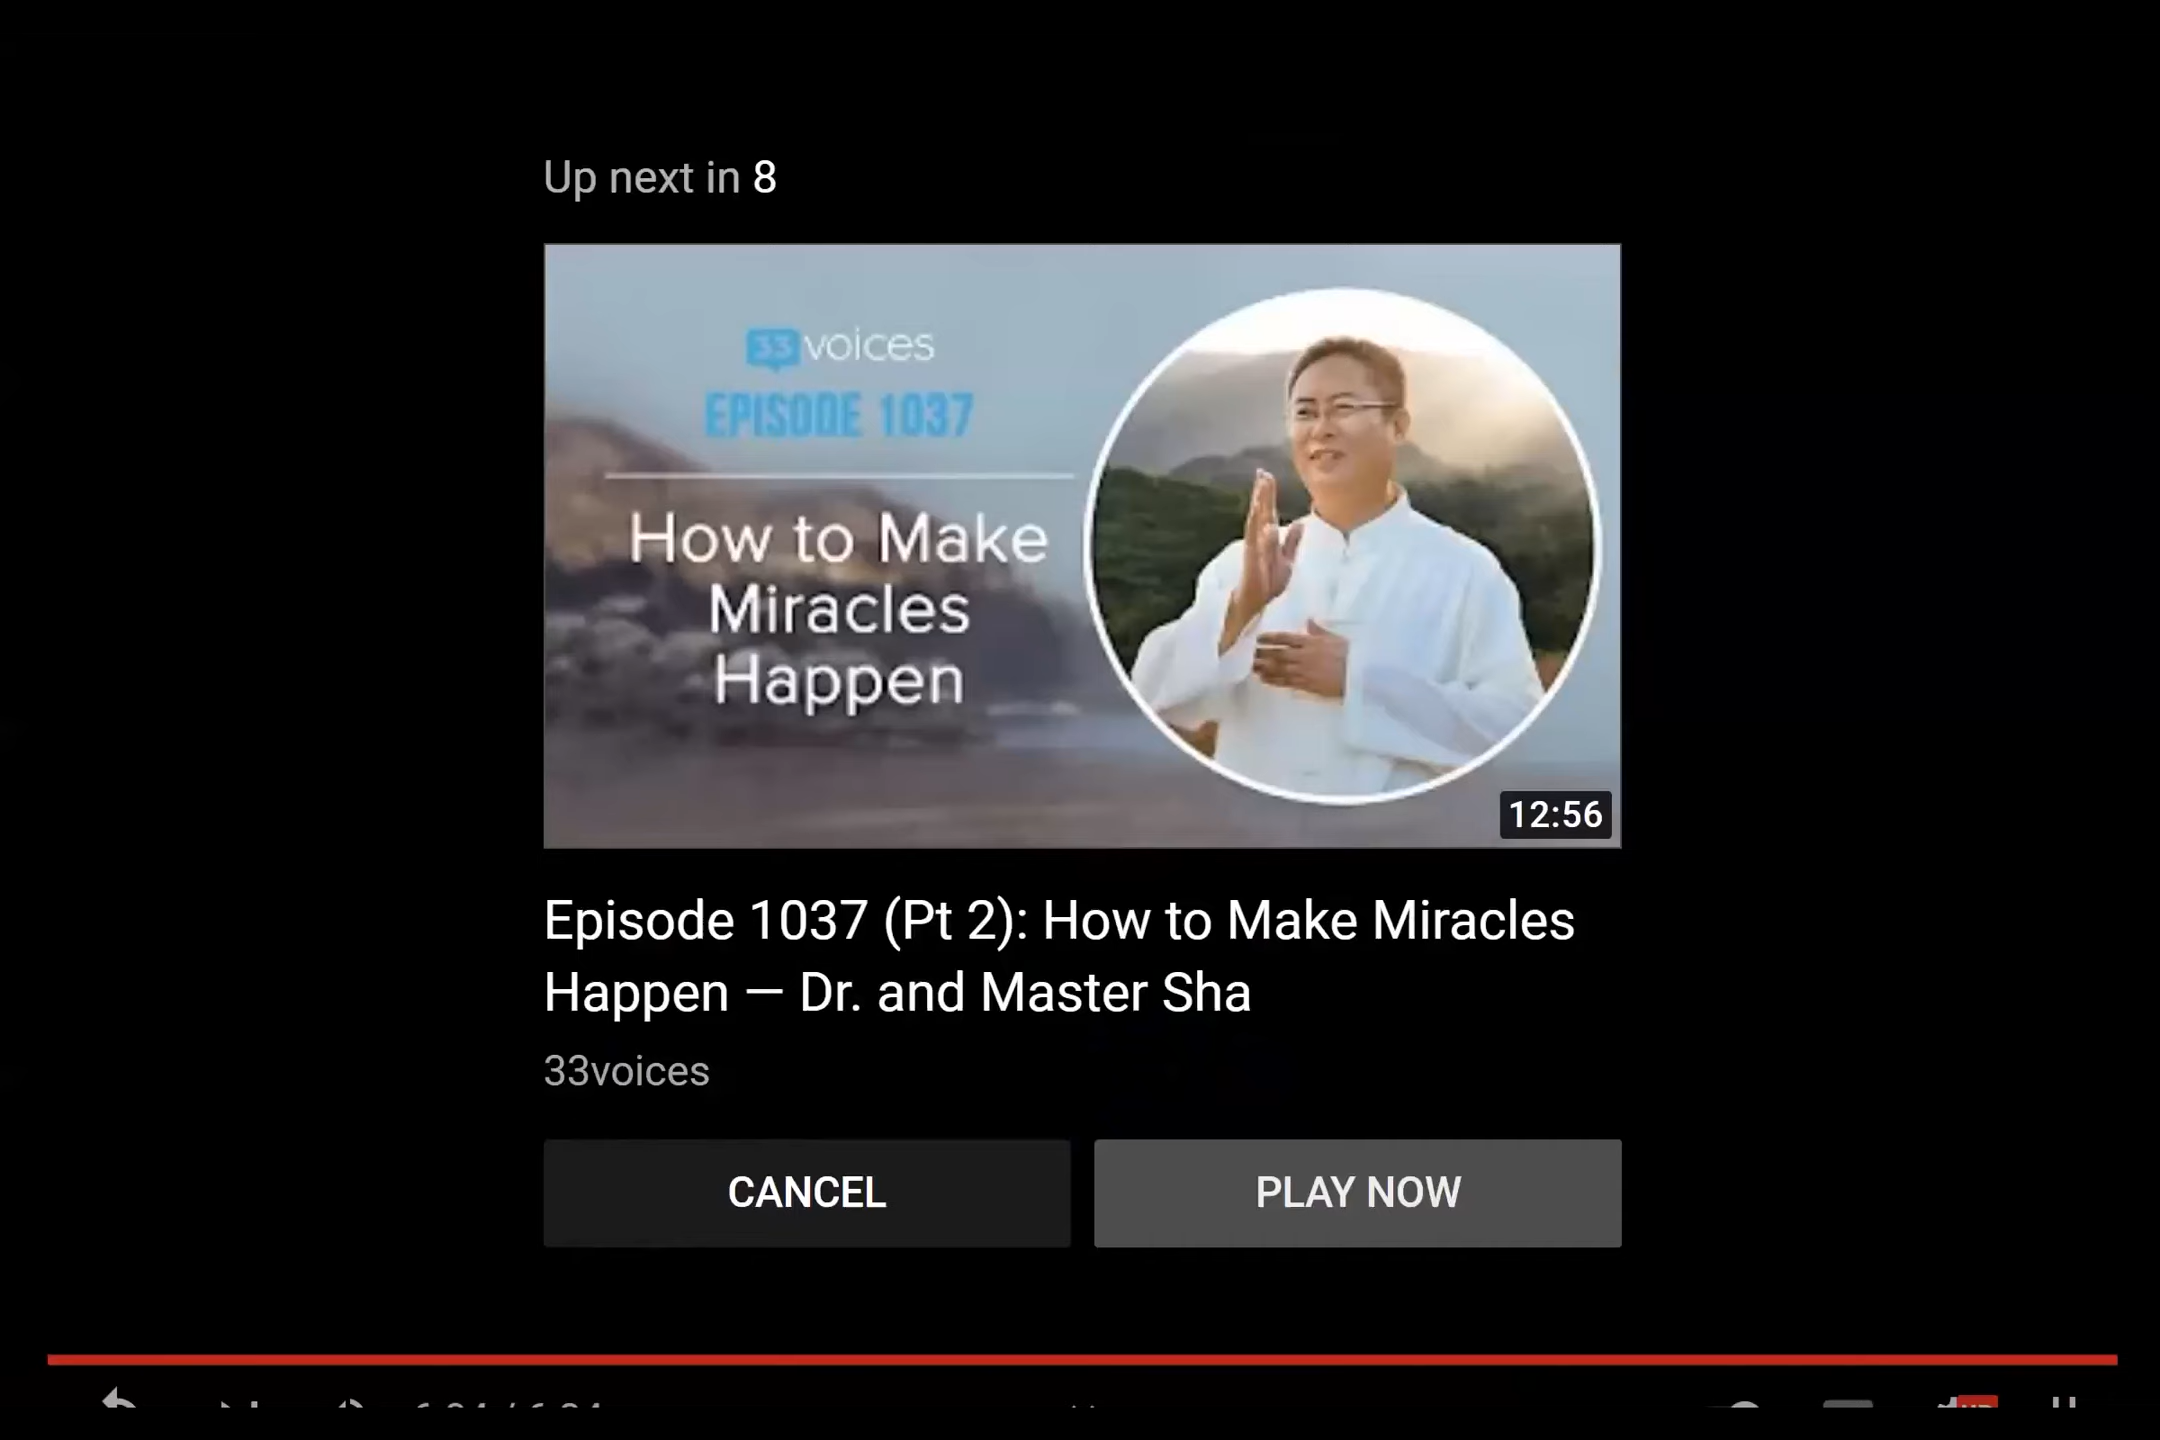 Up next in 8
33voices
EPISODE 1037
How to Make
Miracles
Happen
12:56
Episode 1037 (Pt 2): How to Make Miracles
Happen — Dr. and Master Sha
33voices
CANCEL
PLAY NOW